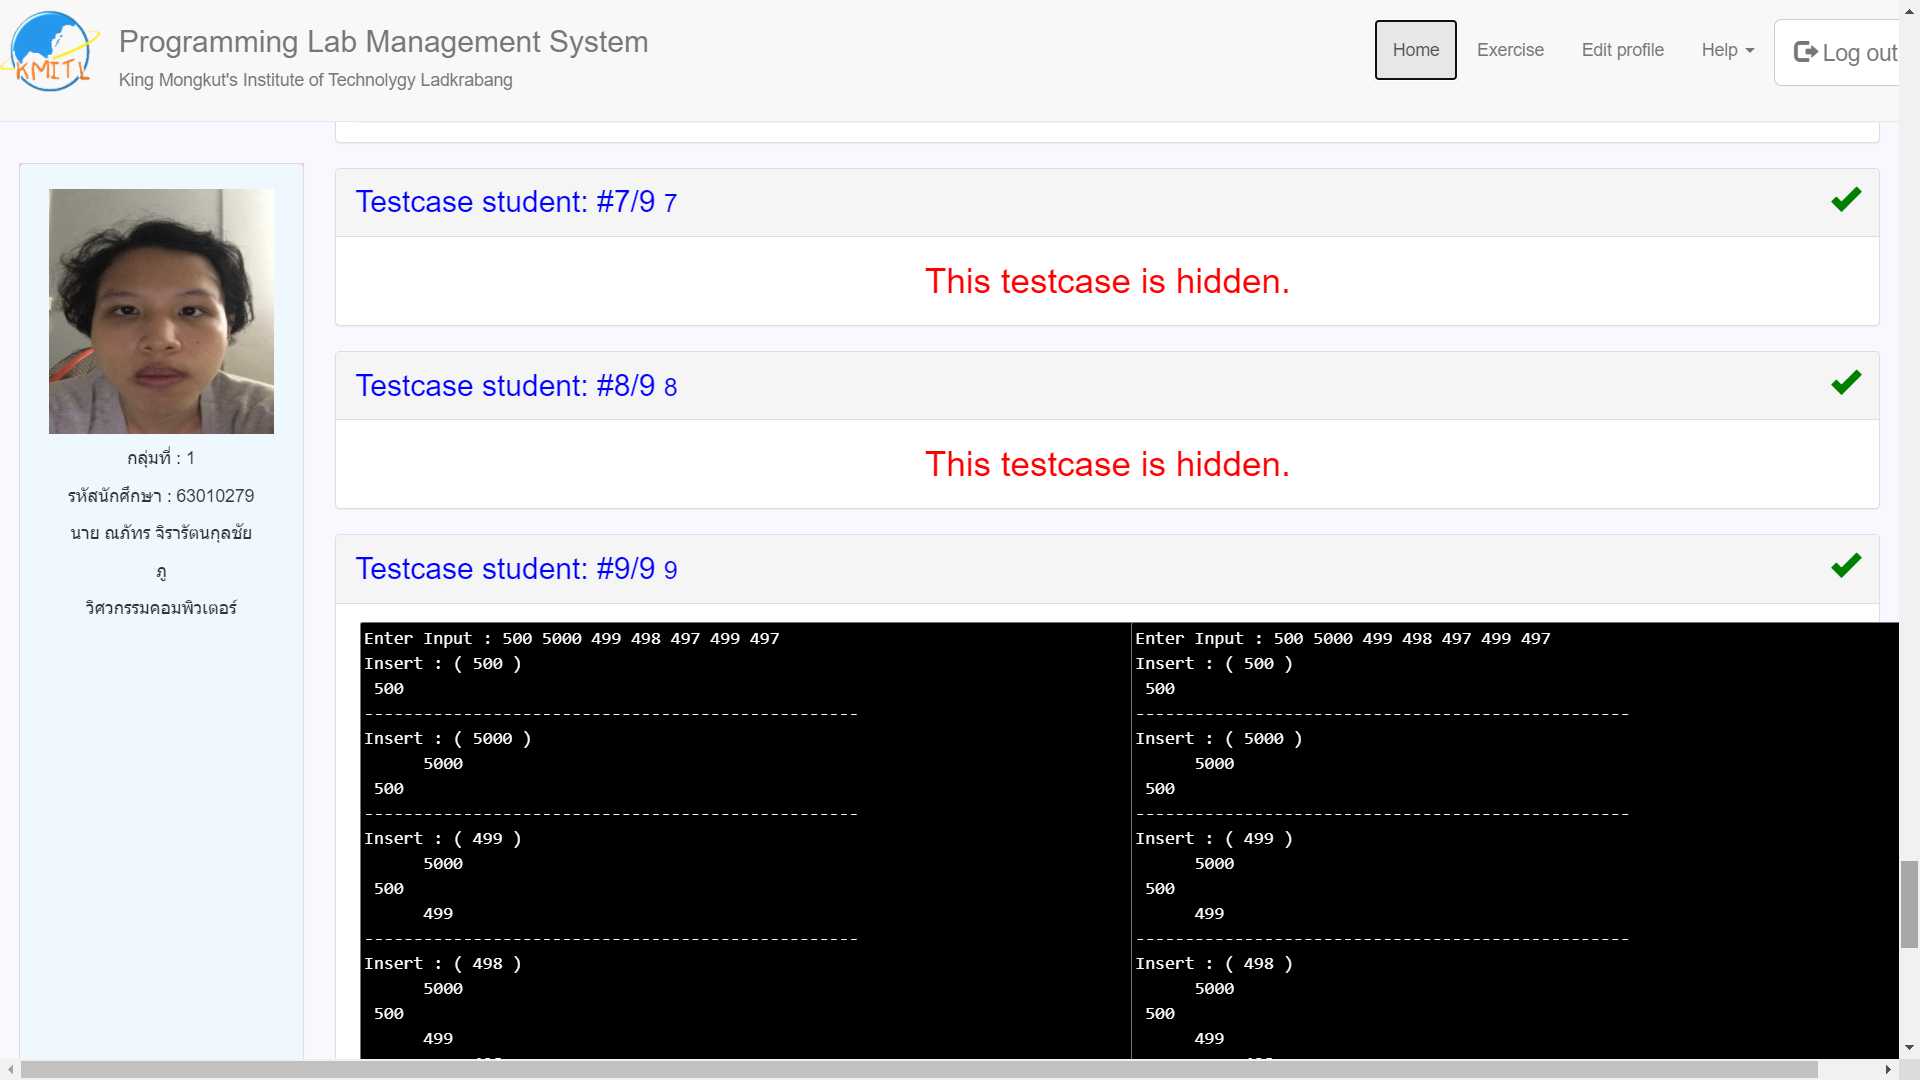 KMITL
Programming Lab Management System
King Mongkut's Institute of Technolygy Ladkrabang
Home
Exercise
Edit profile
Help
Log out
กลุ่มที่ : 1
รหัสนักศึกษา : 63010279
นาย ณภัทร จิรารัตนกุลชัย
ภู
วิศวกรรมคอมพิวเตอร์
Testcase student: #7/9 7
This testcase is hidden.
Testcase student: #8/9 8
This testcase is hidden.
Testcase student: #9/9 9
Enter Input : 500 5000 499 498 497 499 497
Insert : ( 500 )
500
--------------------------------------------------
Insert : ( 5000 )
5000
500
--------------------------------------------------
Insert : ( 499 )
5000
500
499
--------------------------------------------------
Insert : ( 498 )
5000
500
499
Enter Input : 500 5000 499 498 497 499 497
Insert : ( 500 )
500
--------------------------------------------------
Insert : ( 5000 )
5000
500
--------------------------------------------------
Insert : ( 499 )
5000
500
499
--------------------------------------------------
Insert : ( 498 )
5000
500
499